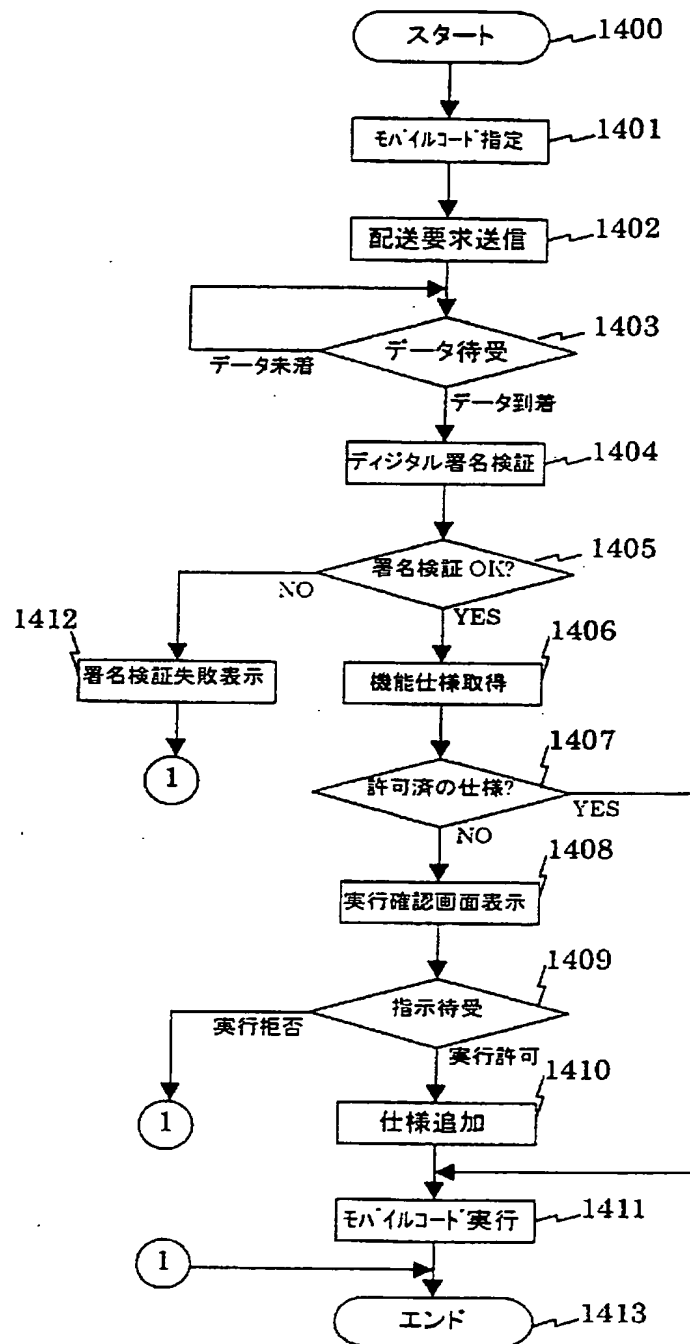 スタート
1400
モバイルコード指定
1401
配送要求送信
1402
データ待受
1403
データ未着
データ到着
ディジタル署名検証
1404
署名検証OK?
1405
NO
YES
1412
署名検証失敗表示
1
機能仕様取得
1406
許可済の仕様?
1407
YES
NO
実行確認画面表示
1408
指示待受
1409
実行拒否
実行許可
1
仕様追加
1410
モバイルコード実行
1411
1
エンド
1413